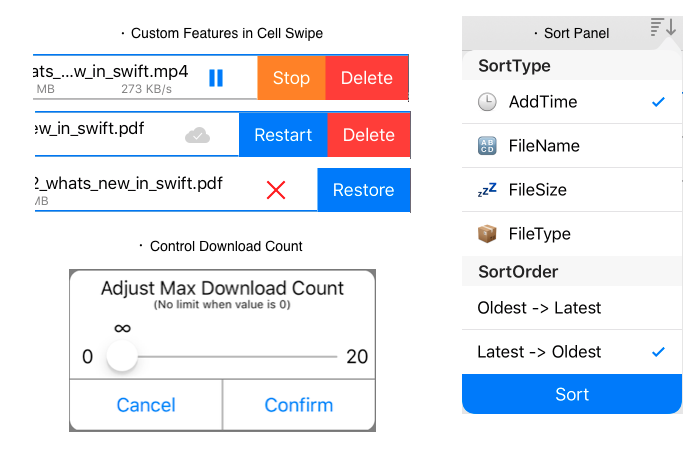 · Custom Features in Cell Swipe
ats_...w_in_swift.mp4
MB 273 KB/s
Stop
Delete
ew_in_swift.pdf
Restart
Delete
2_whats_new_in_swift.pdf
MB
Restore
· Control Download Count
Adjust Max Download Count
(No limit when value is 0)
∞
0 20
Cancel
Confirm
· Sort Panel
SortType
AddTime
ABCD
FileName
zzZ
FileSize
FileType
SortOrder
Oldest -> Latest
Latest -> Oldest
Sort